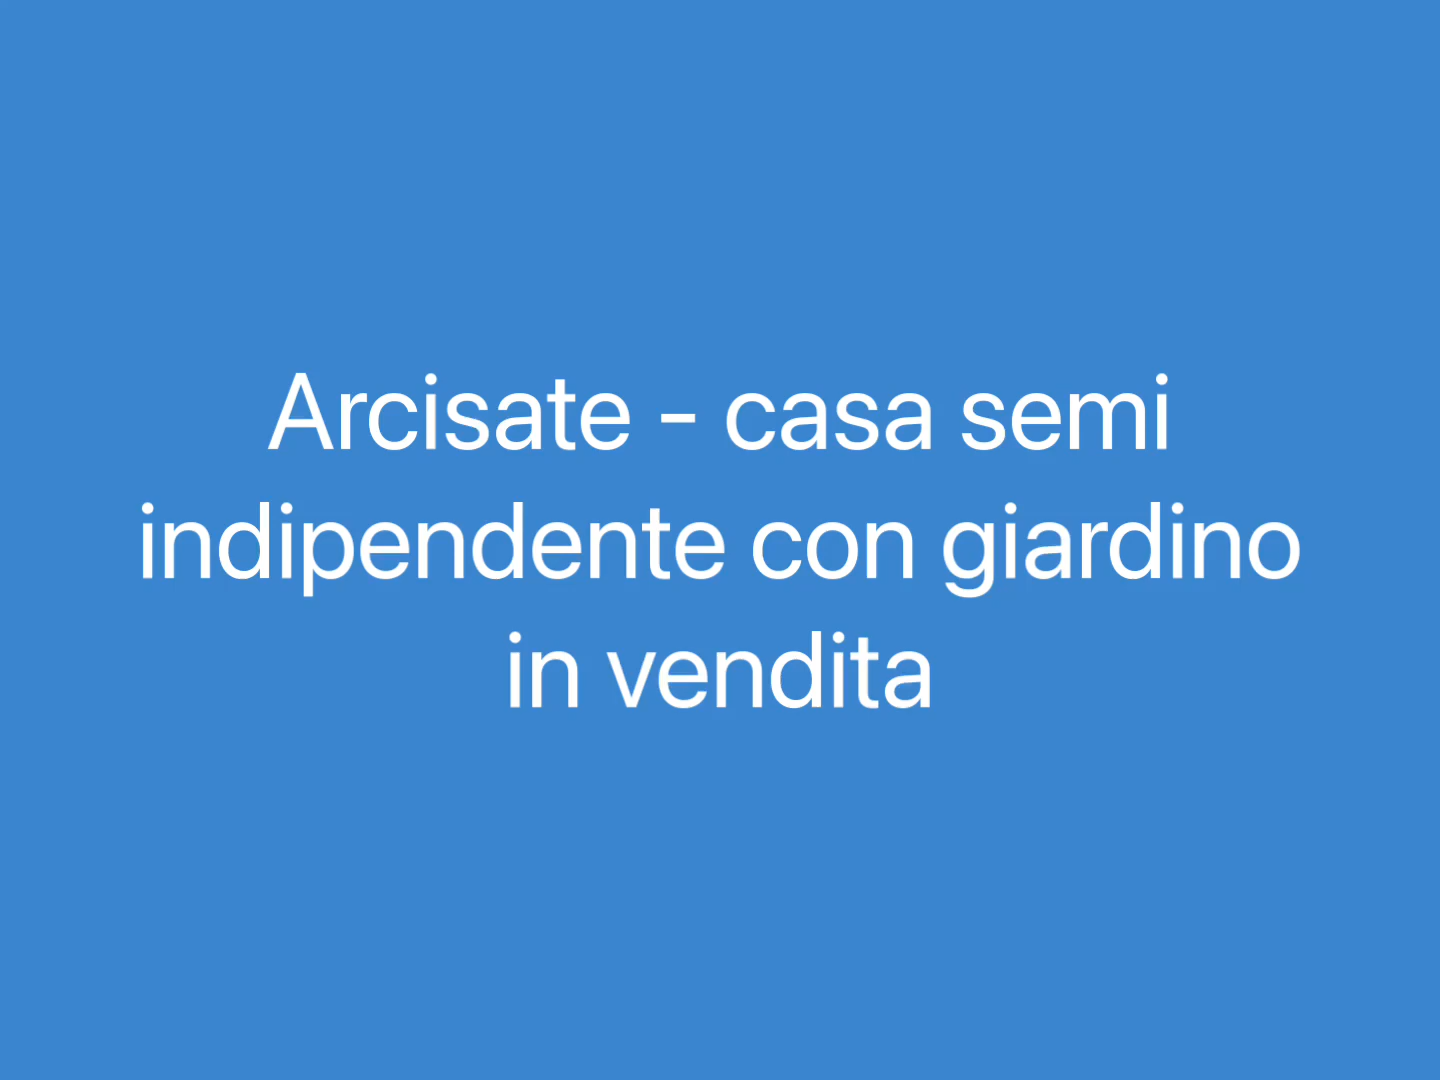 Arcisate - casa semi
indipendente con giardino
in vendita